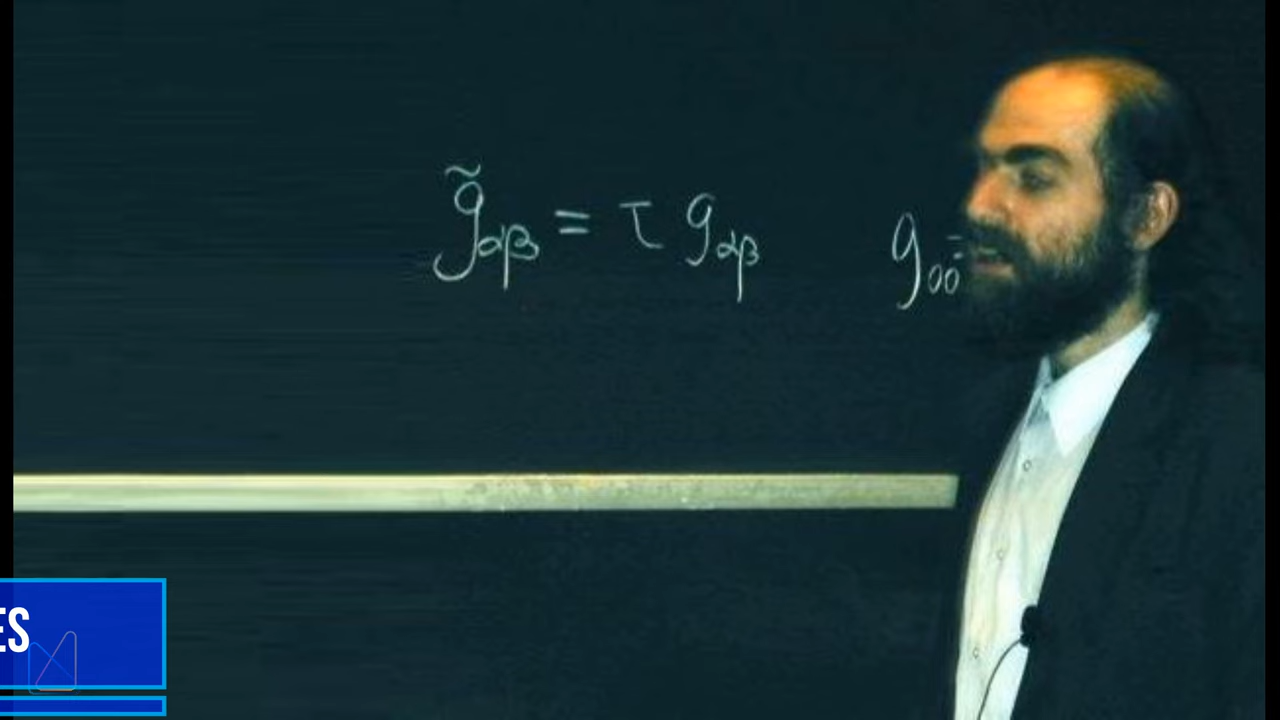 g̃αβ = τ gαβ g00 =
ES